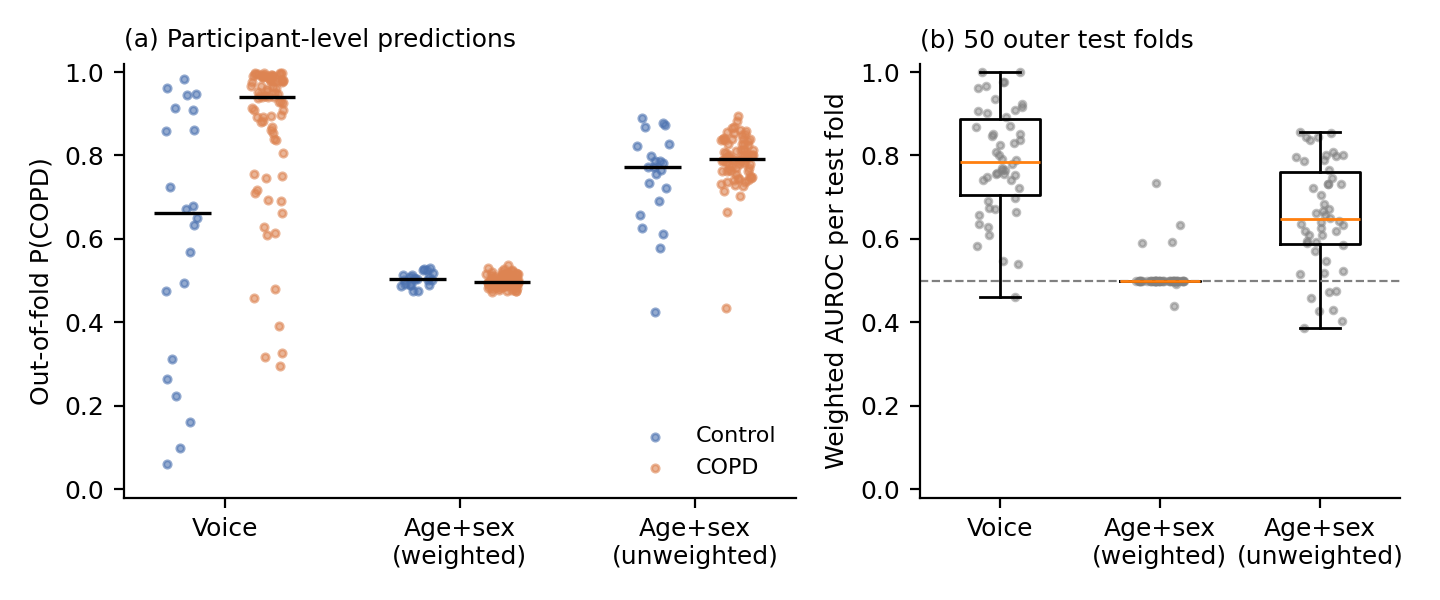 (a) Participant-level predictions
Out-of-fold P(COPD)
1.0
0.8
0.6
0.4
0.2
0.0
Control
COPD
Voice
Age+sex
(weighted)
Age+sex
(unweighted)
(b) 50 outer test folds
Weighted AUROC per test fold
1.0
0.8
0.6
0.4
0.2
0.0
Voice
Age+sex
(weighted)
Age+sex
(unweighted)